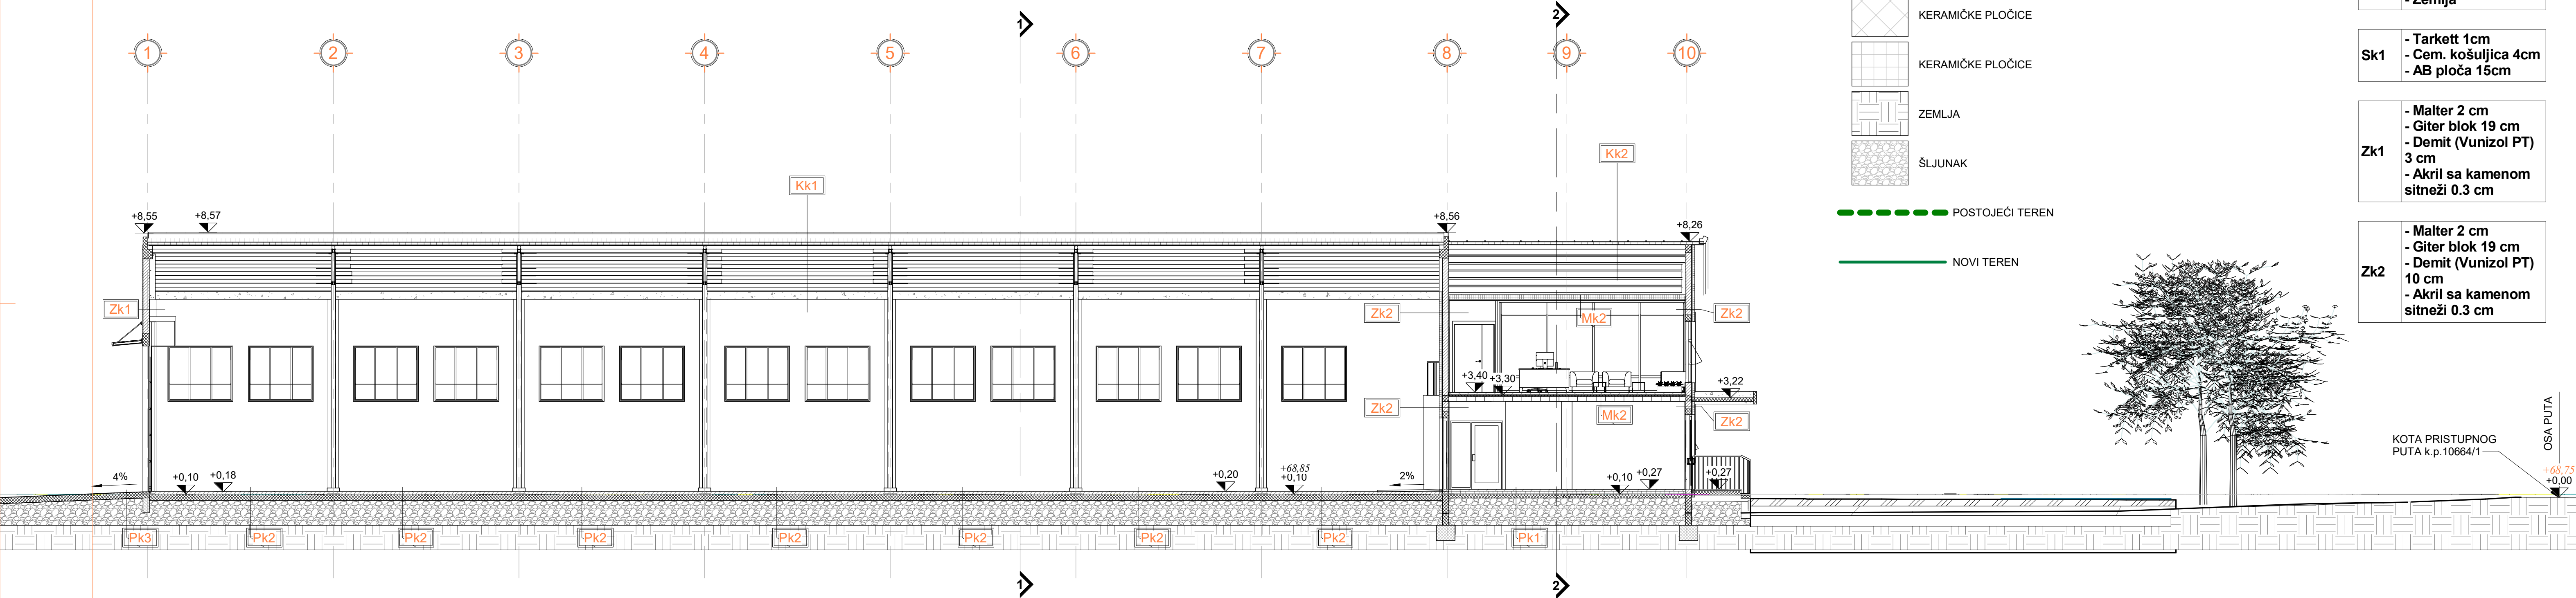 1
2
1 2 3 4 5 6 7 8 9 10
KERAMIČKE PLOČICE
KERAMIČKE PLOČICE
ZEMLJA
ŠLJUNAK
POSTOJEĆI TEREN
NOVI TEREN
- Zemlja
Sk1
- Tarkett 1cm
- Cem. košuljica 4cm
- AB ploča 15cm
Zk1
- Malter 2 cm
- Giter blok 19 cm
- Demit (Vunizol PT)
3 cm
- Akril sa kamenom
sitneži 0.3 cm
Zk2
- Malter 2 cm
- Giter blok 19 cm
- Demit (Vunizol PT)
10 cm
- Akril sa kamenom
sitneži 0.3 cm
Kk2
Kk1
+8,55
+8,57
+8,56
+8,26
Zk1
Zk2
Mk2
Zk2
+3,40
+3,30
+3,22
Zk2
Mk2
Zk2
4%
+0,10
+0,18
+0,20
+68,85
+0,10
2%
+0,10
+0,27
+0,27
KOTA PRISTUPNOG
PUTA k.p.10664/1
OSA PUTA
+68,75
+0,00
Pk3 Pk2 Pk2 Pk2 Pk2 Pk2 Pk2 Pk2 Pk1
1
2